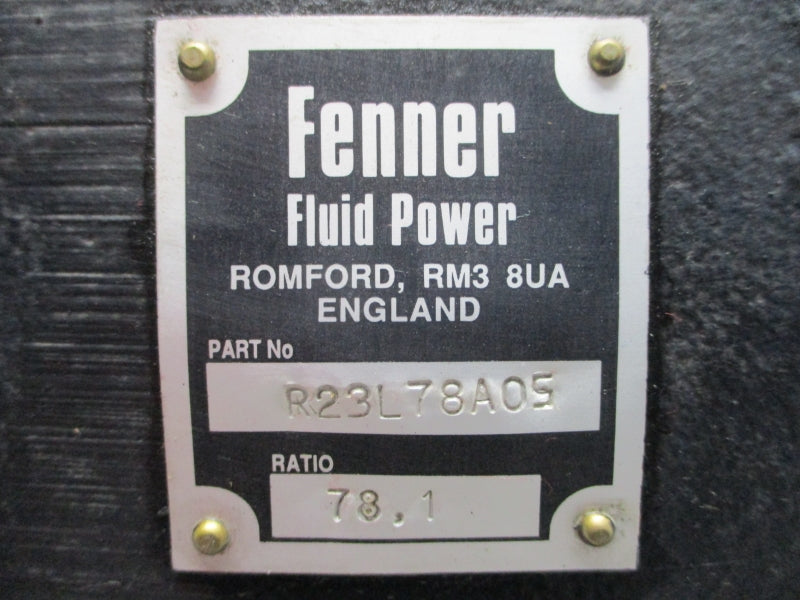 Fenner
Fluid Power
ROMFORD, RM3 8UA
ENGLAND
PART No
R23L78A05
RATIO
78,1